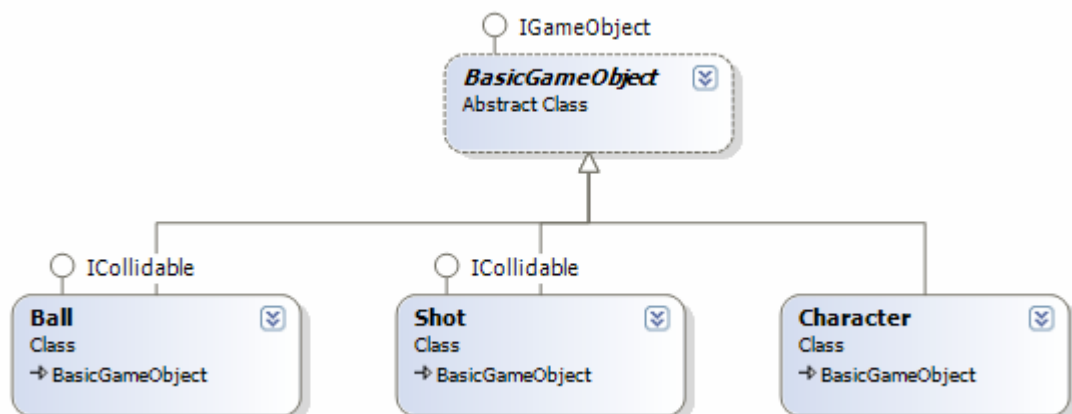 IGameObject
BasicGameObject
Abstract Class
ICollidable
ICollidable
Ball
Class
BasicGameObject
Shot
Class
BasicGameObject
Character
Class
BasicGameObject